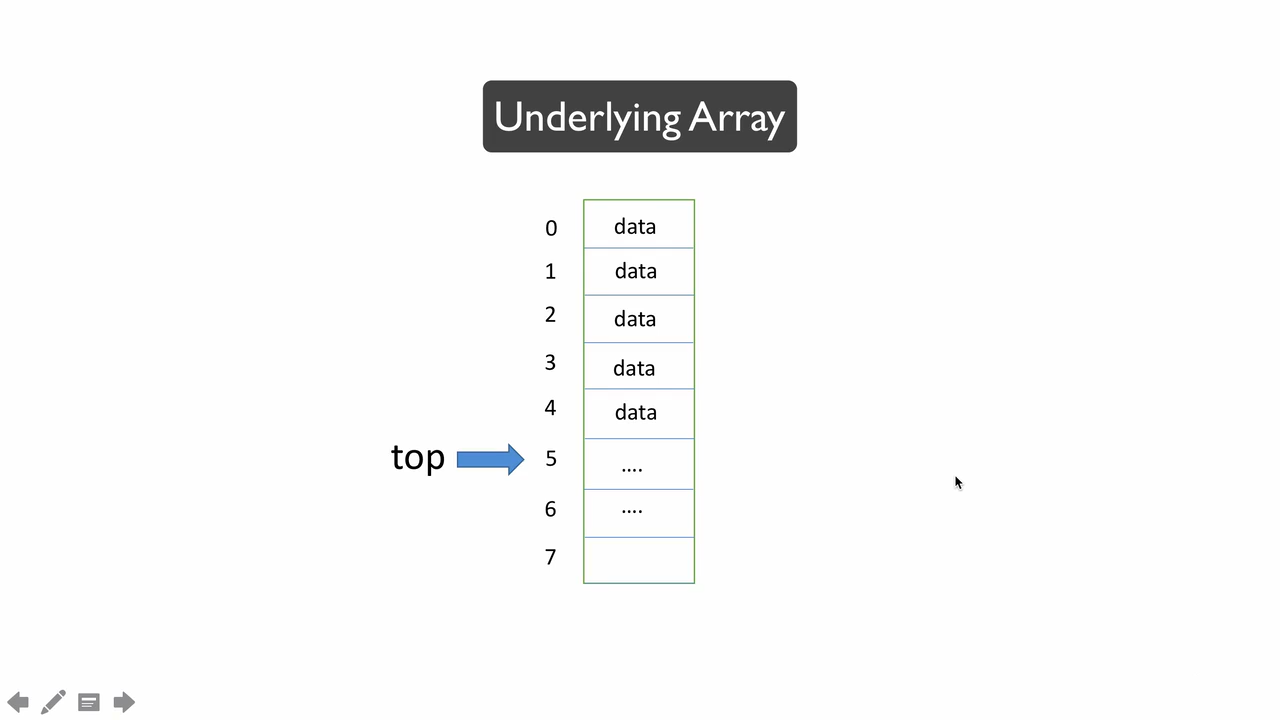 Underlying Array
0 data
1 data
2 data
3 data
4 data
top 5 ....
6 ....
7